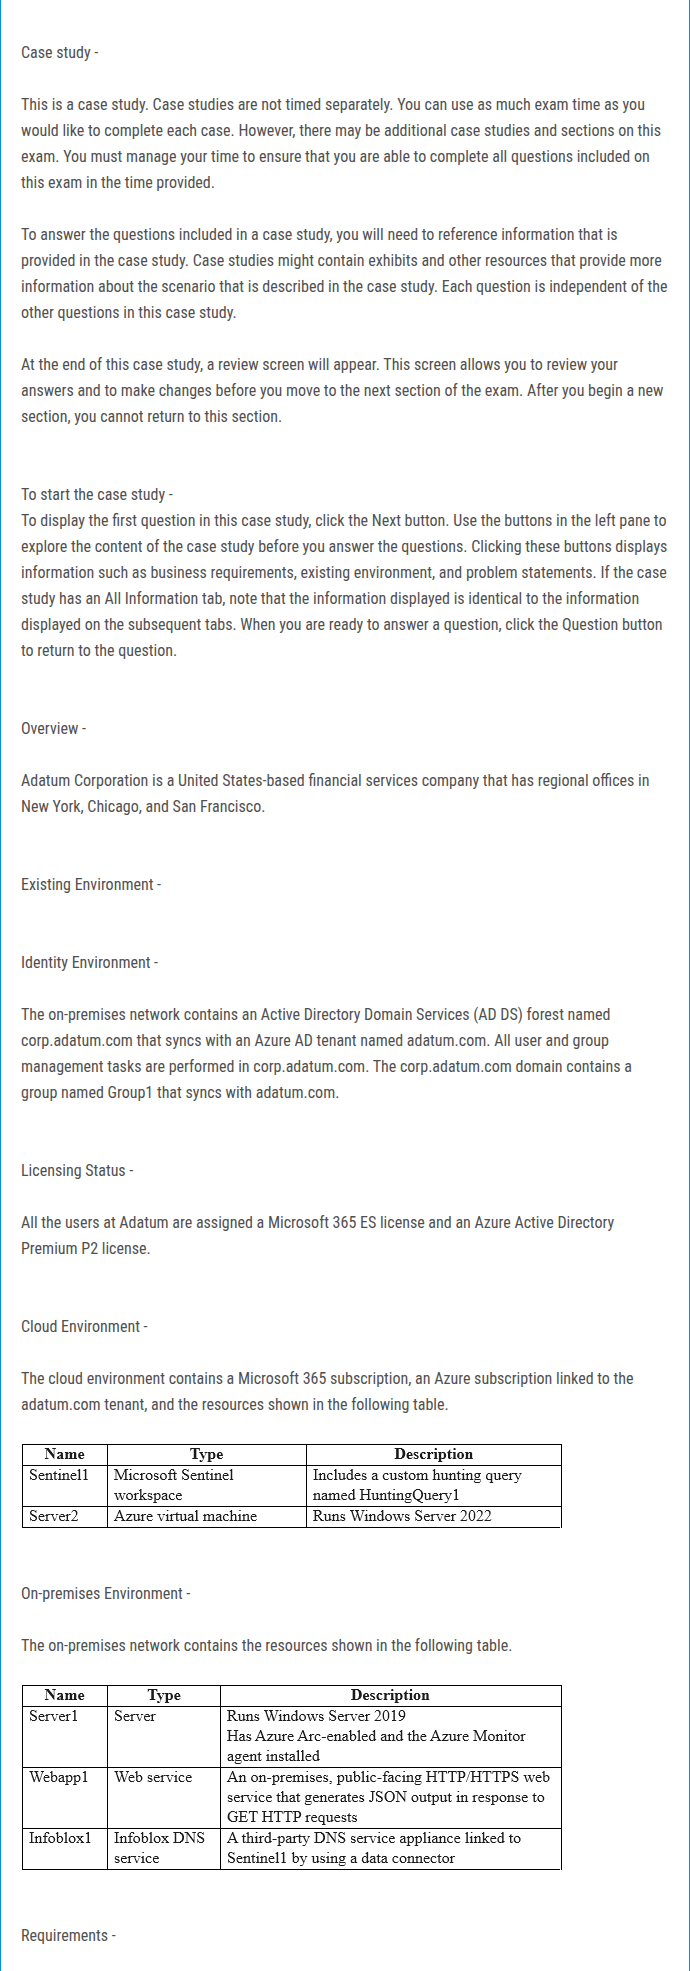 Case study -
This is a case study. Case studies are not timed separately. You can use as much exam time as you
would like to complete each case. However, there may be additional case studies and sections on this
exam. You must manage your time to ensure that you are able to complete all questions included on
this exam in the time provided.
To answer the questions included in a case study, you will need to reference information that is
provided in the case study. Case studies might contain exhibits and other resources that provide more
information about the scenario that is described in the case study. Each question is independent of the
other questions in this case study.
At the end of this case study, a review screen will appear. This screen allows you to review your
answers and to make changes before you move to the next section of the exam. After you begin a new
section, you cannot return to this section.
To start the case study -
To display the first question in this case study, click the Next button. Use the buttons in the left pane to
explore the content of the case study before you answer the questions. Clicking these buttons displays
information such as business requirements, existing environment, and problem statements. If the case
study has an All Information tab, note that the information displayed is identical to the information
displayed on the subsequent tabs. When you are ready to answer a question, click the Question button
to return to the question.
Overview -
Adatum Corporation is a United States-based financial services company that has regional offices in
New York, Chicago, and San Francisco.
Existing Environment -
Identity Environment -
The on-premises network contains an Active Directory Domain Services (AD DS) forest named
corp.adatum.com that syncs with an Azure AD tenant named adatum.com. All user and group
management tasks are performed in corp.adatum.com. The corp.adatum.com domain contains a
group named Group1 that syncs with adatum.com.
Licensing Status -
All the users at Adatum are assigned a Microsoft 365 ES license and an Azure Active Directory
Premium P2 license.
Cloud Environment -
The cloud environment contains a Microsoft 365 subscription, an Azure subscription linked to the
adatum.com tenant, and the resources shown in the following table.
Name Type Description
Sentinel1 Microsoft Sentinel Includes a custom hunting query
workspace named HuntingQuery1
Server2 Azure virtual machine Runs Windows Server 2022
On-premises Environment -
The on-premises network contains the resources shown in the following table.
Name Type Description
Server1 Server Runs Windows Server 2019
Has Azure Arc-enabled and the Azure Monitor
agent installed
Webapp1 Web service An on-premises, public-facing HTTP/HTTPS web
service that generates JSON output in response to
GET HTTP requests
Infoblox1 Infoblox DNS A third-party DNS service appliance linked to
service Sentinel1 by using a data connector
Requirements -